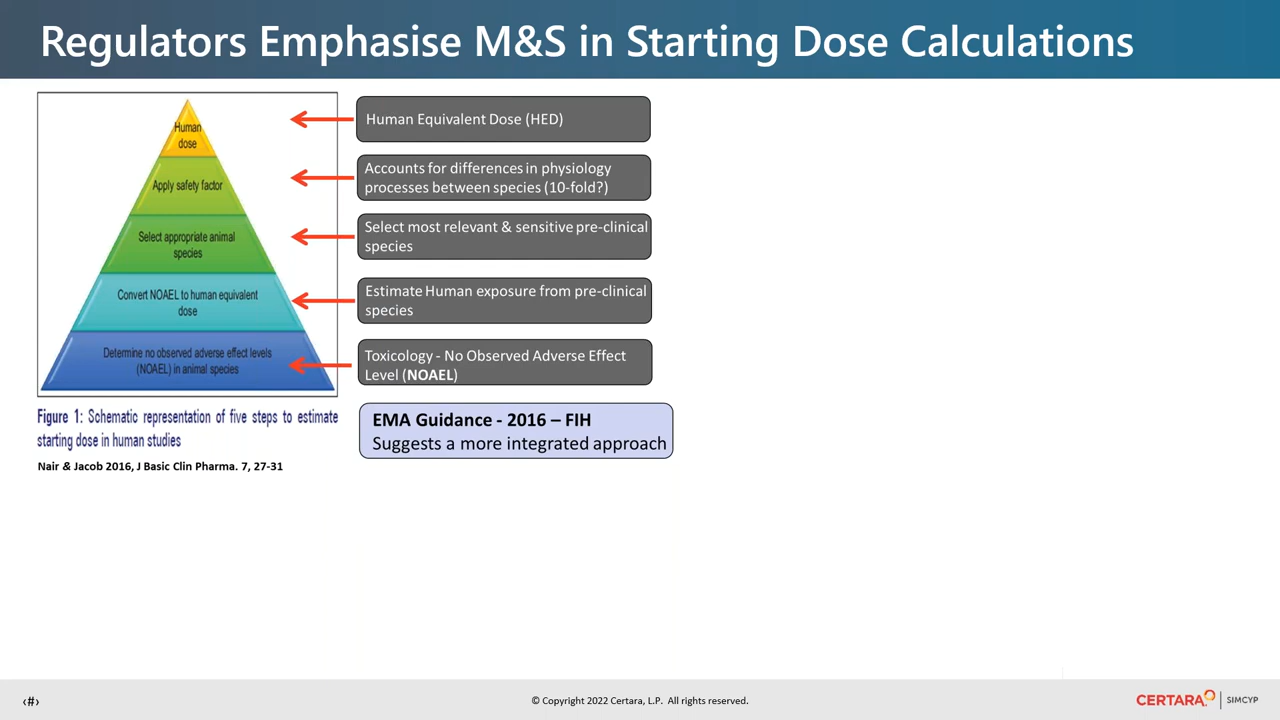 Regulators Emphasise M&S in Starting Dose Calculations
Human
dose
Apply safety factor
Select appropriate animal
species
Convert NOAEL to human equivalent
dose
Determine no observed adverse effect levels
(NOAEL) in animal species
Human Equivalent Dose (HED)
Accounts for differences in physiology
processes between species (10-fold?)
Select most relevant & sensitive pre-clinical
species
Estimate Human exposure from pre-clinical
species
Toxicology - No Observed Adverse Effect
Level (NOAEL)
Figure 1: Schematic representation of five steps to estimate
starting dose in human studies
Nair & Jacob 2016, J Basic Clin Pharma. 7, 27-31
EMA Guidance - 2016 – FIH
Suggests a more integrated approach
‹#›
© Copyright 2022 Certara, L.P. All rights reserved.
CERTARA
SIMCYP